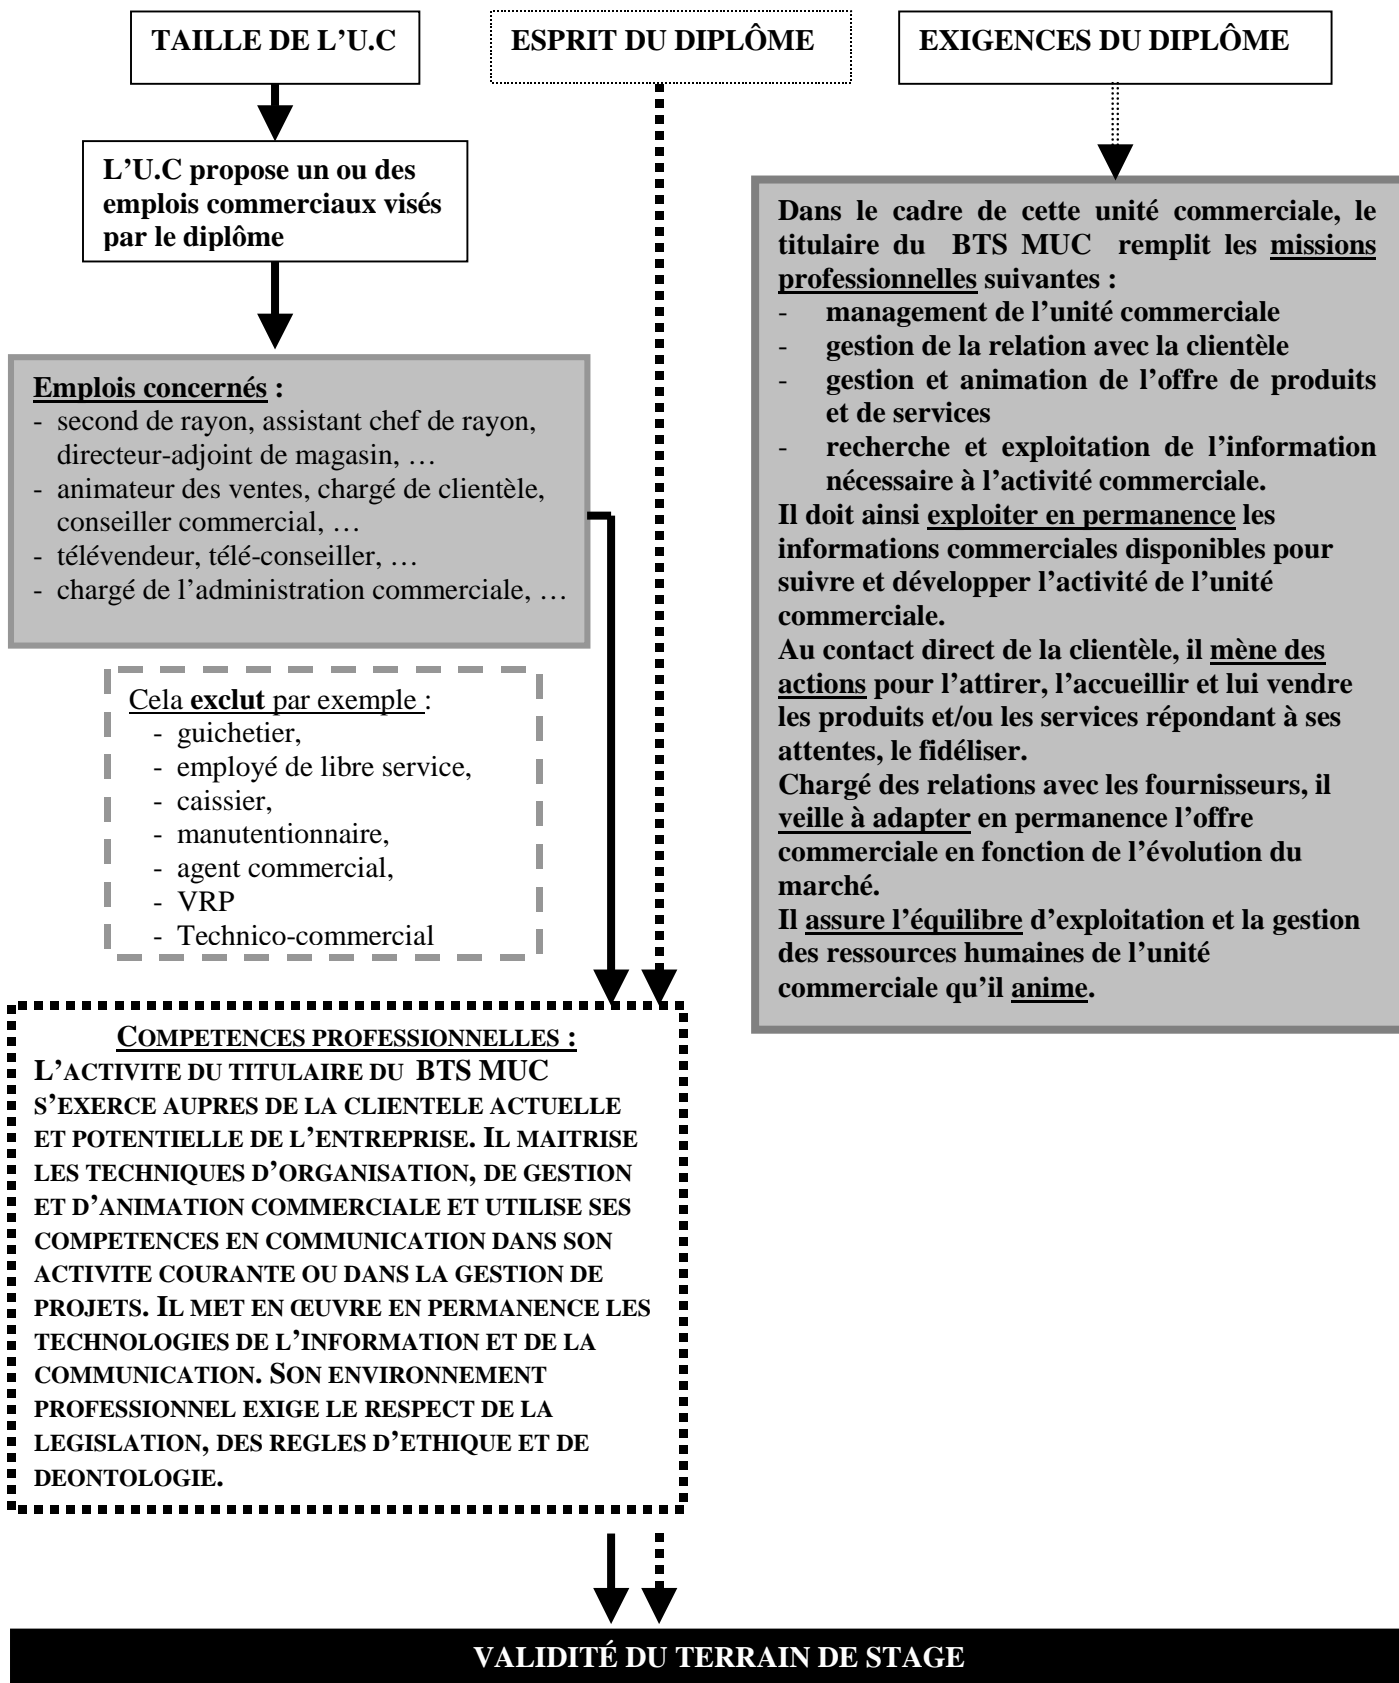 TAILLE DE L'U.C
ESPRIT DU DIPLÔME
EXIGENCES DU DIPLÔME
L'U.C propose un ou des
emplois commerciaux visés
par le diplôme
Emplois concernés :
- second de rayon, assistant chef de rayon,
directeur-adjoint de magasin, …
- animateur des ventes, chargé de clientèle,
conseiller commercial, …
- télévendeur, télé-conseiller, …
- chargé de l'administration commerciale, …
Cela exclut par exemple :
- guichetier,
- employé de libre service,
- caissier,
- manutentionnaire,
- agent commercial,
- VRP
- Technico-commercial
Dans le cadre de cette unité commerciale, le
titulaire du BTS MUC remplit les missions
professionnelles suivantes :
- management de l'unité commerciale
- gestion de la relation avec la clientèle
- gestion et animation de l'offre de produits
et de services
- recherche et exploitation de l'information
nécessaire à l'activité commerciale.
Il doit ainsi exploiter en permanence les
informations commerciales disponibles pour
suivre et développer l'activité de l'unité
commerciale.
Au contact direct de la clientèle, il mène des
actions pour l'attirer, l'accueillir et lui vendre
les produits et/ou les services répondant à ses
attentes, le fidéliser.
Chargé des relations avec les fournisseurs, il
veille à adapter en permanence l'offre
commerciale en fonction de l'évolution du
marché.
Il assure l'équilibre d'exploitation et la gestion
des ressources humaines de l'unité
commerciale qu'il anime.
COMPETENCES PROFESSIONNELLES :
L'ACTIVITE DU TITULAIRE DU BTS MUC
S'EXERCE AUPRES DE LA CLIENTELE ACTUELLE
ET POTENTIELLE DE L'ENTREPRISE. IL MAITRISE
LES TECHNIQUES D'ORGANISATION, DE GESTION
ET D'ANIMATION COMMERCIALE ET UTILISE SES
COMPETENCES EN COMMUNICATION DANS SON
ACTIVITE COURANTE OU DANS LA GESTION DE
PROJETS. IL MET EN ŒUVRE EN PERMANENCE LES
TECHNOLOGIES DE L'INFORMATION ET DE LA
COMMUNICATION. SON ENVIRONNEMENT
PROFESSIONNEL EXIGE LE RESPECT DE LA
LEGISLATION, DES REGLES D'ETHIQUE ET DE
DEONTOLOGIE.
VALIDITÉ DU TERRAIN DE STAGE